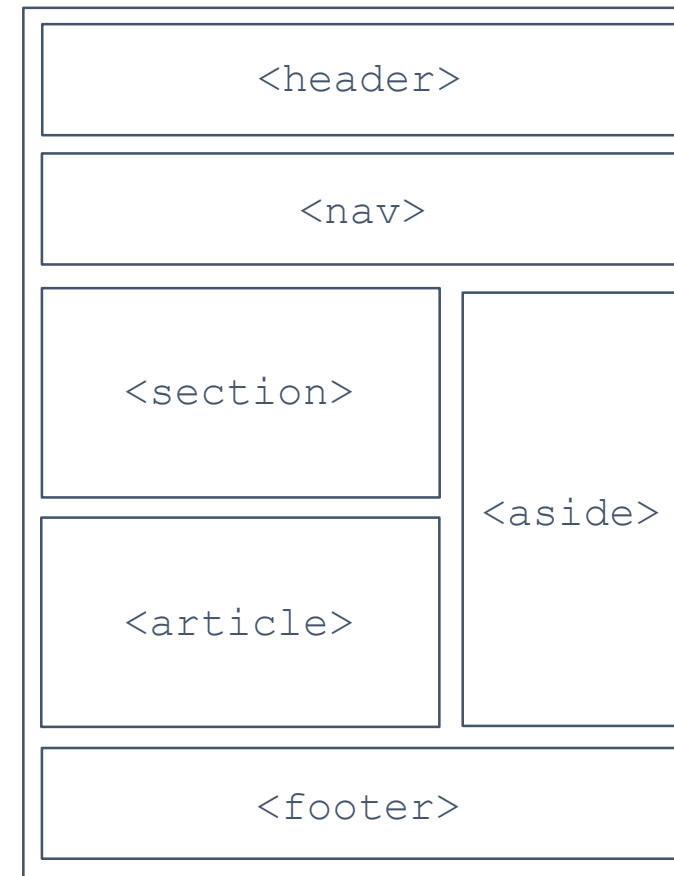 <header>
<nav>
<section>
<article>
<aside>
<footer>